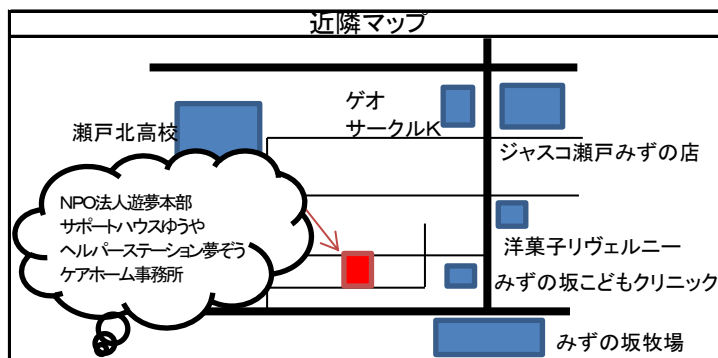 近隣マップ
ゲオ
サークルK
瀬戸北高校
ジャスコ瀬戸みずの店
NPO法人遊夢本部
サポートハウスゆうや
ヘルパーステーション夢ぞう
ケアホーム事務所
洋菓子リヴェルニー
みずの坂こどもクリニック
みずの坂牧場